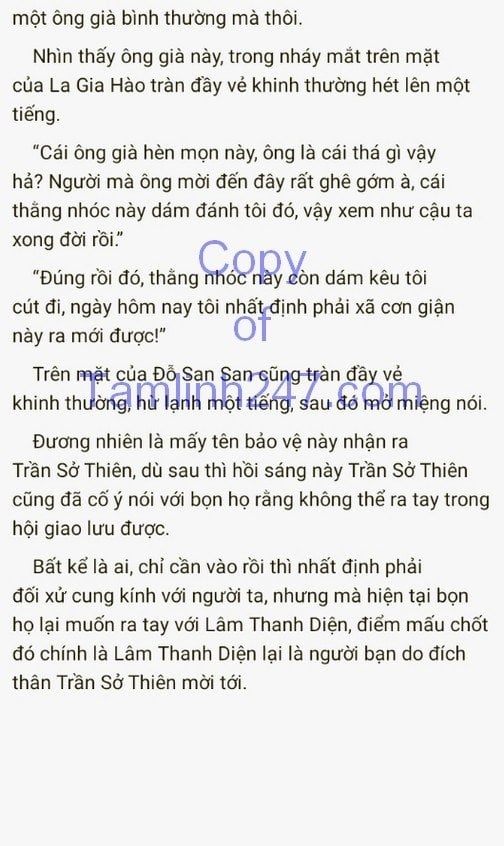 một ông già bình thường mà thôi.
Nhìn thấy ông già này, trong nháy mắt trên mặt
của La Gia Hào tràn đầy vẻ khinh thường hét lên một
tiếng.
“Cái ông già hèn mọn này, ông là cái thá gì vậy
hả? Người mà ông mời đến đây rất ghê gớm à, cái
thằng nhóc này dám đánh tôi đó, vậy xem như cậu ta
xong đời rồi.”
“Đúng rồi đó, thằng nhóc này còn dám kêu tôi
cút đi, ngày hôm nay tôi nhất định phải xã cơn giận
này ra mới được!”
Trên mặt của Đỗ San San cũng tràn đầy vẻ
khinh thường, hừ lạnh một tiếng, sau đó mở miệng nói.
Đương nhiên là mấy tên bảo vệ này nhận ra
Trần Sở Thiên, dù sau thì hồi sáng này Trần Sở Thiên
cũng đã cố ý nói với bọn họ rằng không thể ra tay trong
hội giao lưu được.
Bất kể là ai, chỉ cần vào rồi thì nhất định phải
đối xử cung kính với người ta, nhưng mà hiện tại bọn
họ lại muốn ra tay với Lâm Thanh Diện, điểm mấu chốt
đó chính là Lâm Thanh Diện lại là người bạn do đích
thân Trần Sở Thiên mời tới.
Copy
of
Tamlinh247.com